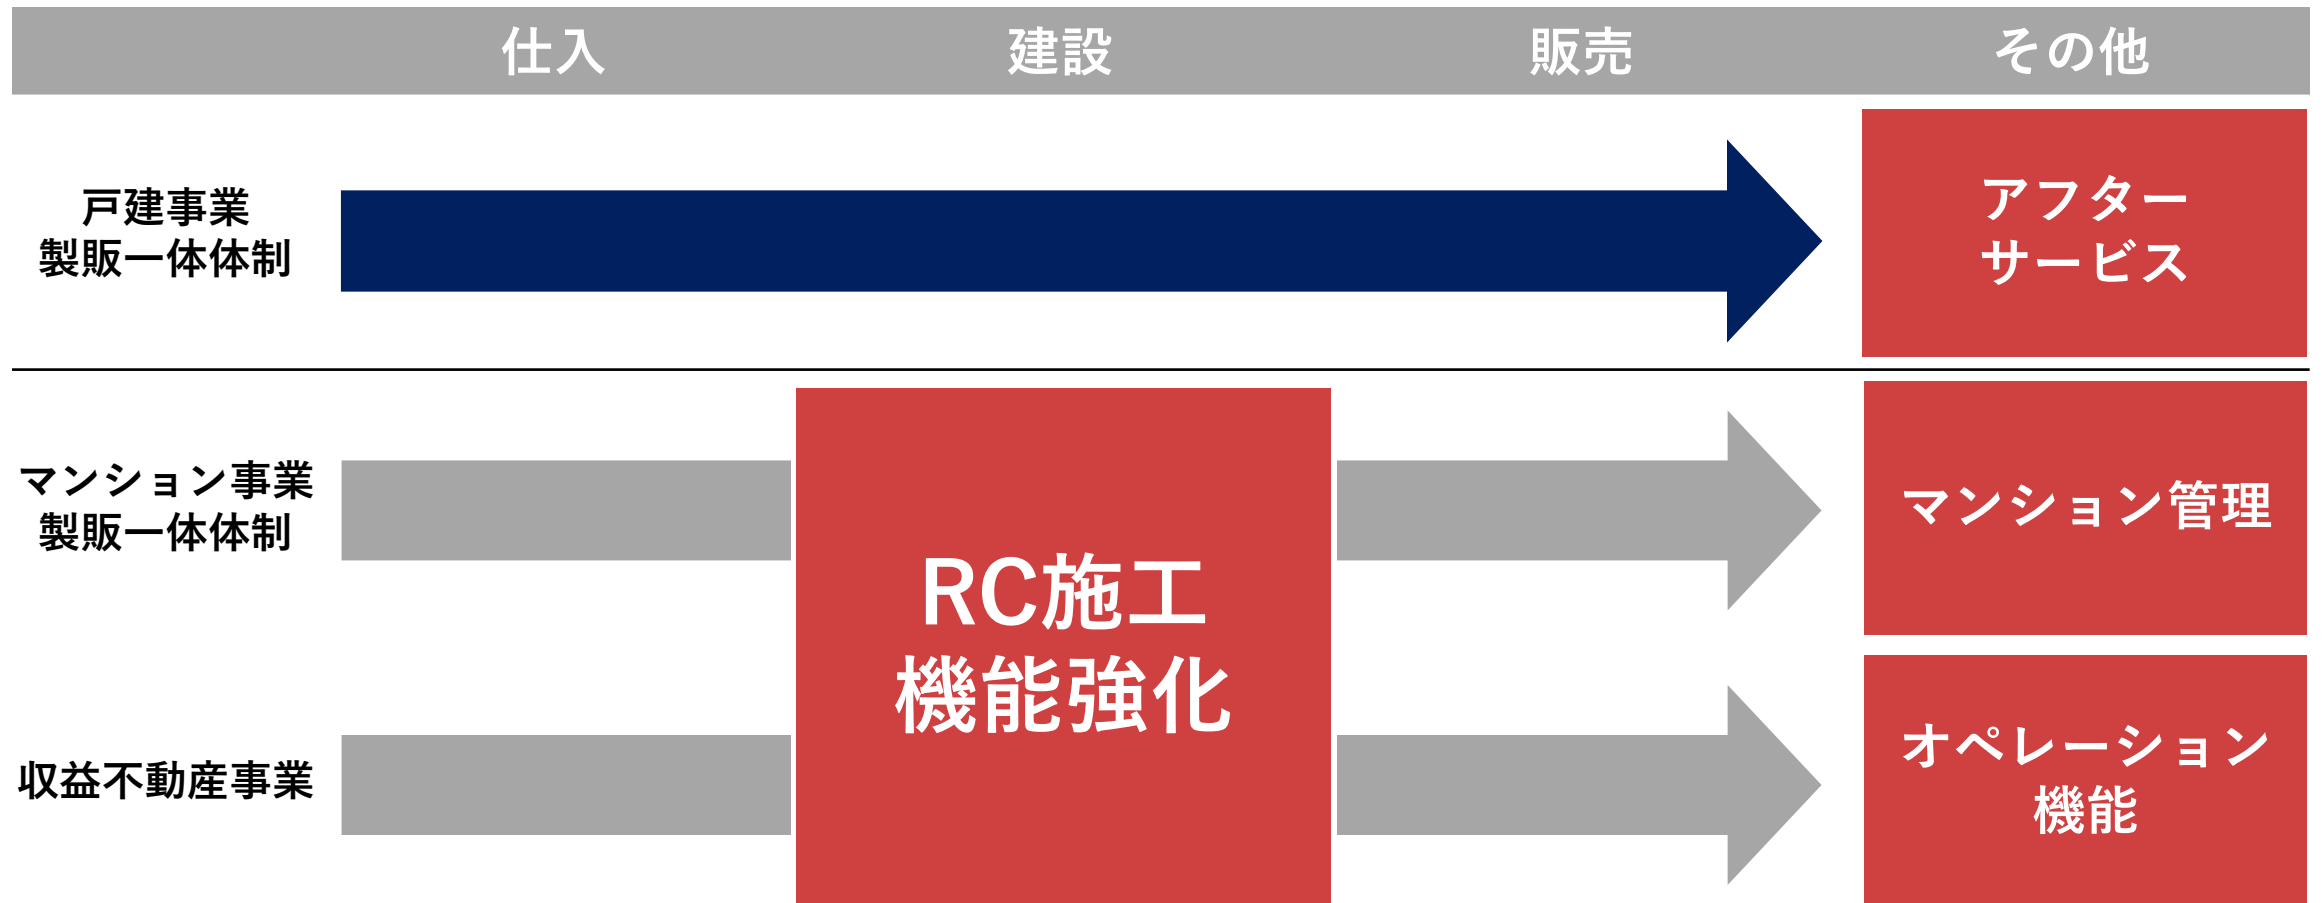 仕入 建設 販売 その他
戸建事業
製販一体体制
アフター
サービス
マンション事業
製販一体体制
RC施工
機能強化
マンション管理
収益不動産事業
オペレーション
機能